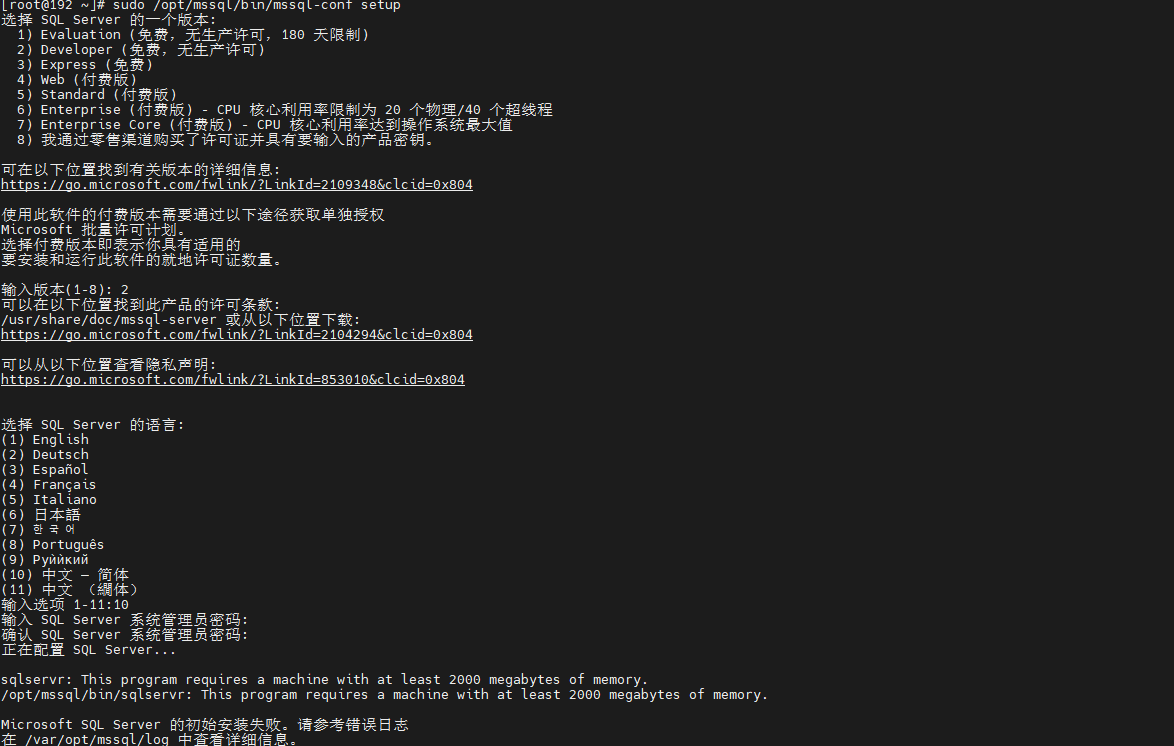 [root@192 ~]# sudo /opt/mssql/bin/mssql-conf setup
选择 SQL Server 的一个版本:
  1) Evaluation (免费，无生产许可，180 天限制)
  2) Developer (免费，无生产许可)
  3) Express (免费)
  4) Web (付费版)
  5) Standard (付费版)
  6) Enterprise (付费版) - CPU 核心利用率限制为 20 个物理/40 个超线程
  7) Enterprise Core (付费版) - CPU 核心利用率达到操作系统最大值
  8) 我通过零售渠道购买了许可证并具有要输入的产品密钥。
可在以下位置找到有关版本的详细信息:
https://go.microsoft.com/fwlink/?LinkId=2109348&clcid=0x804
使用此软件的付费版本需要通过以下途径获取单独授权
Microsoft 批量许可计划。
选择付费版本即表示你具有适用的
要安装和运行此软件的就地许可证数量。
输入版本(1-8): 2
可以在以下位置找到此产品的许可条款:
/usr/share/doc/mssql-server 或从以下位置下载:
https://go.microsoft.com/fwlink/?LinkId=2104294&clcid=0x804
可以从以下位置查看隐私声明:
https://go.microsoft.com/fwlink/?LinkId=853010&clcid=0x804
选择 SQL Server 的语言:
(1) English
(2) Deutsch
(3) Español
(4) Français
(5) Italiano
(6) 日本語
(7) 한국어
(8) Português
(9) Руѝѝкий
(10) 中文 – 简体
(11) 中文 （繝体）
输入选项 1-11:10
输入 SQL Server 系统管理员密码:
确认 SQL Server 系统管理员密码:
正在配置 SQL Server...
sqlservr: This program requires a machine with at least 2000 megabytes of memory.
/opt/mssql/bin/sqlservr: This program requires a machine with at least 2000 megabytes of memory.
Microsoft SQL Server 的初始安装失败。请参考错误日志
在 /var/opt/mssql/log 中查看详细信息。